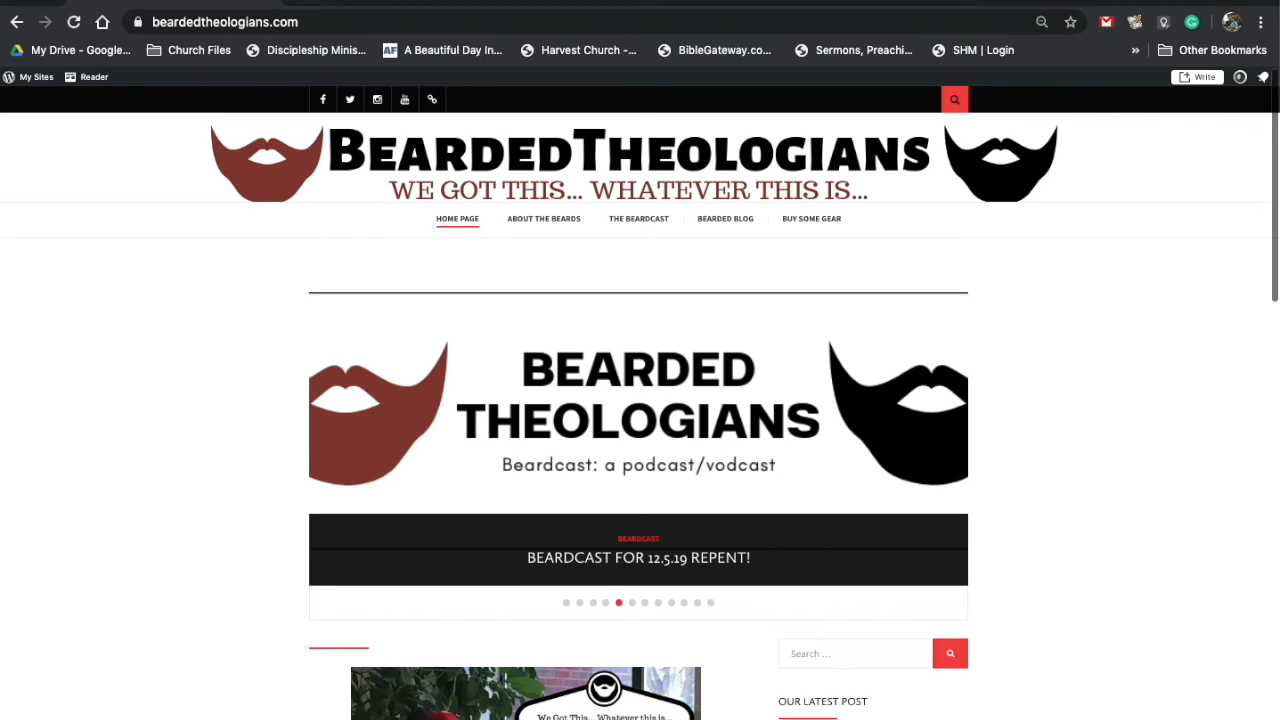 beardedtheologians.com
My Drive - Google...
Church Files
Discipleship Minis...
AF A Beautiful Day In...
Harvest Church -...
BibleGateway.co...
Sermons, Preachi...
SHM | Login
»
Other Bookmarks
My Sites
Reader
Write
BEARDEDTHEOLOGIANS
WE GOT THIS... WHATEVER THIS IS...
HOME PAGE
ABOUT THE BEARDS
THE BEARDCAST
BEARDED BLOG
BUY SOME GEAR
BEARDED
THEOLOGIANS
Beardcast: a podcast/vodcast
BEARDCAST
BEARDCAST FOR 12.5.19 REPENT!
Search ...
OUR LATEST POST
We Got This... Whatever this is...